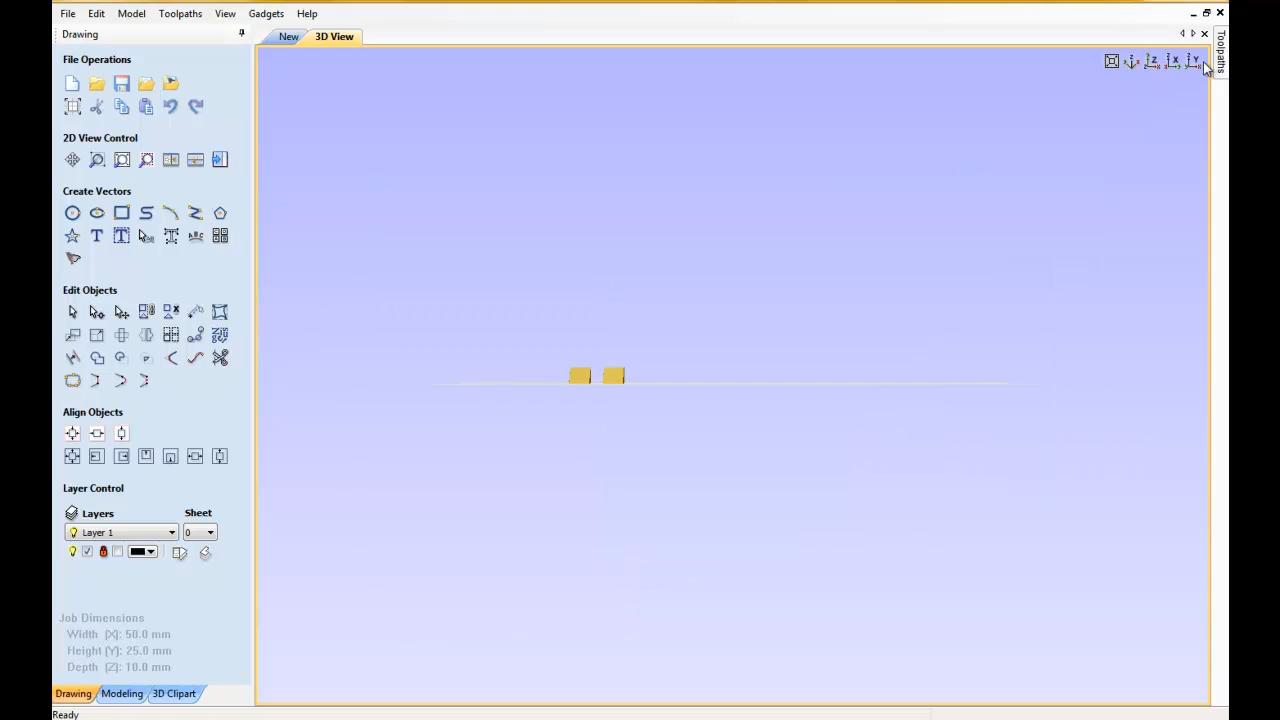 File Edit Model Toolpaths View Gadgets Help
Drawing
New 3D View
Toolpaths
File Operations
2D View Control
Create Vectors
Edit Objects
Align Objects
Layer Control
Layers Sheet
Layer 1 0
Job Dimensions
Width [X]: 50.0 mm
Height [Y]: 25.0 mm
Depth [Z]: 10.0 mm
Drawing Modeling 3D Clipart
Ready